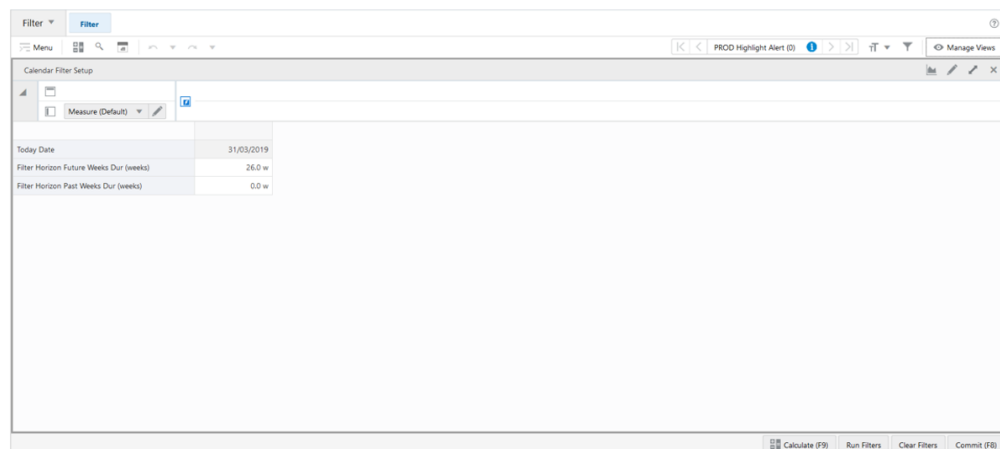 Filter Filter
Menu PROD Highlight Alert (0) 1 Manage Views
Calendar Filter Setup
Measure (Default)
Today Date 31/03/2019
Filter Horizon Future Weeks Dur (weeks) 26.0 w
Filter Horizon Past Weeks Dur (weeks) 0.0 w
Calculate (F9) Run Filters Clear Filters Commit (F8)